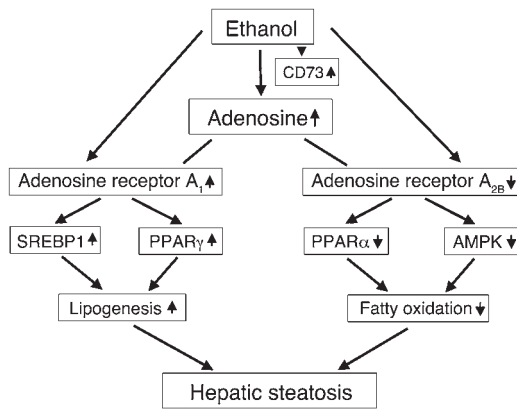 Ethanol
CD73
Adenosine
Adenosine receptor A1
Adenosine receptor A2B
SREBP1
PPARγ
PPARα
AMPK
Lipogenesis
Fatty oxidation
Hepatic steatosis